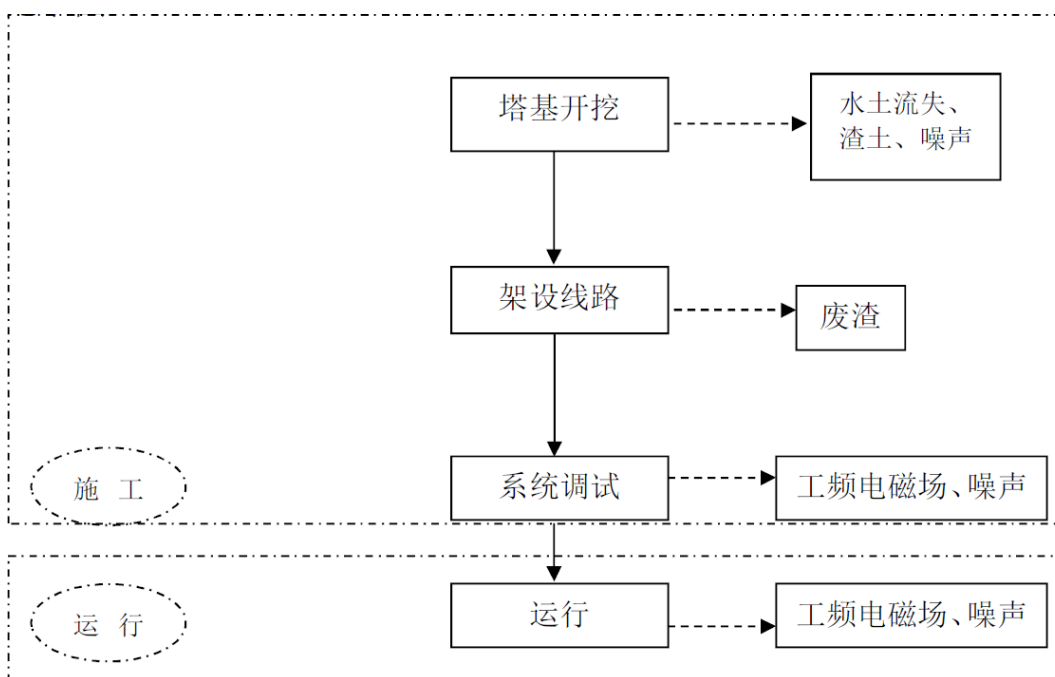 塔基开挖
水土流失、
渣土、噪声
架设线路
废渣
施 工
系统调试
工频电磁场、噪声
运 行
运行
工频电磁场、噪声